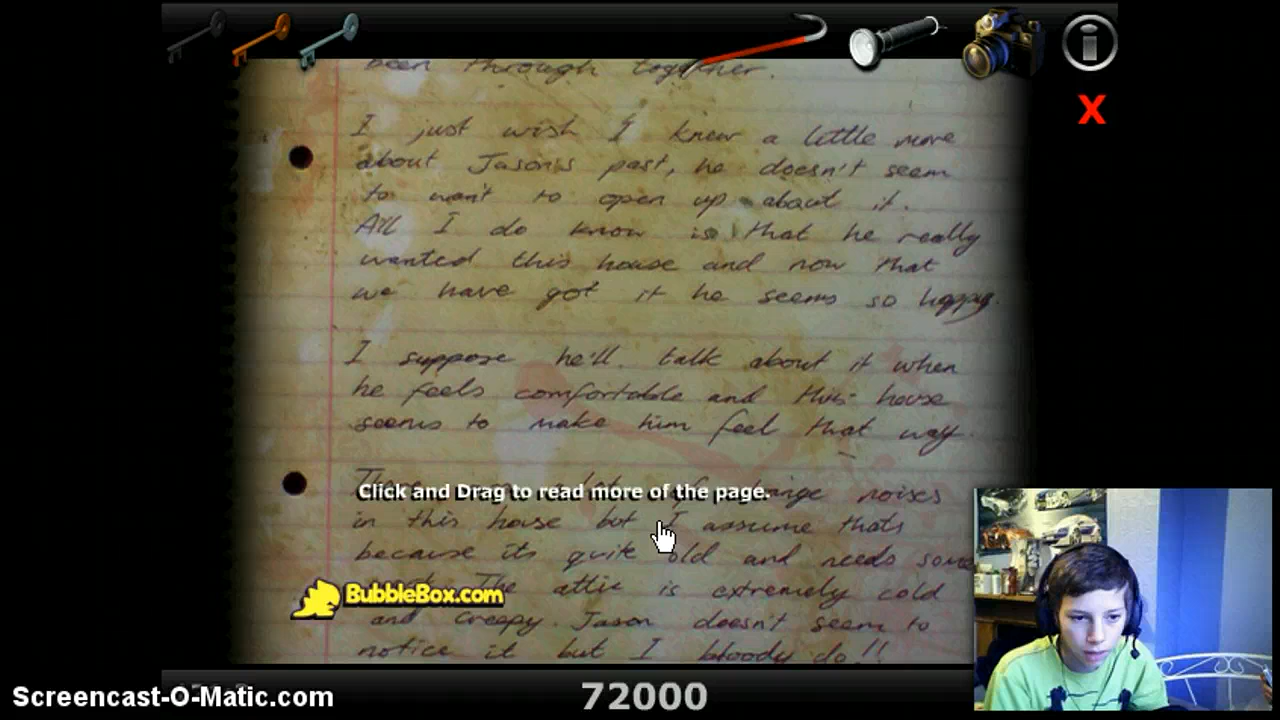 been through together.
X
I just wish I knew a little more
about Jason's past, he doesn't seem
to want to open up about it.
All I do know is that he really
wanted this house and now that
we have got it he seems so happy.
I suppose he'll talk about it when
he feels comfortable and this house
seems to make him feel that way.
noises
Click and Drag to read more of the page.
in this house but I assume thats
because its quite old and needs some
The attic is extremely cold
BubbleBox.com
and creepy. Jason doesn't seem to
notice it but I bloody do!!
72000
Screencast-O-Matic.com